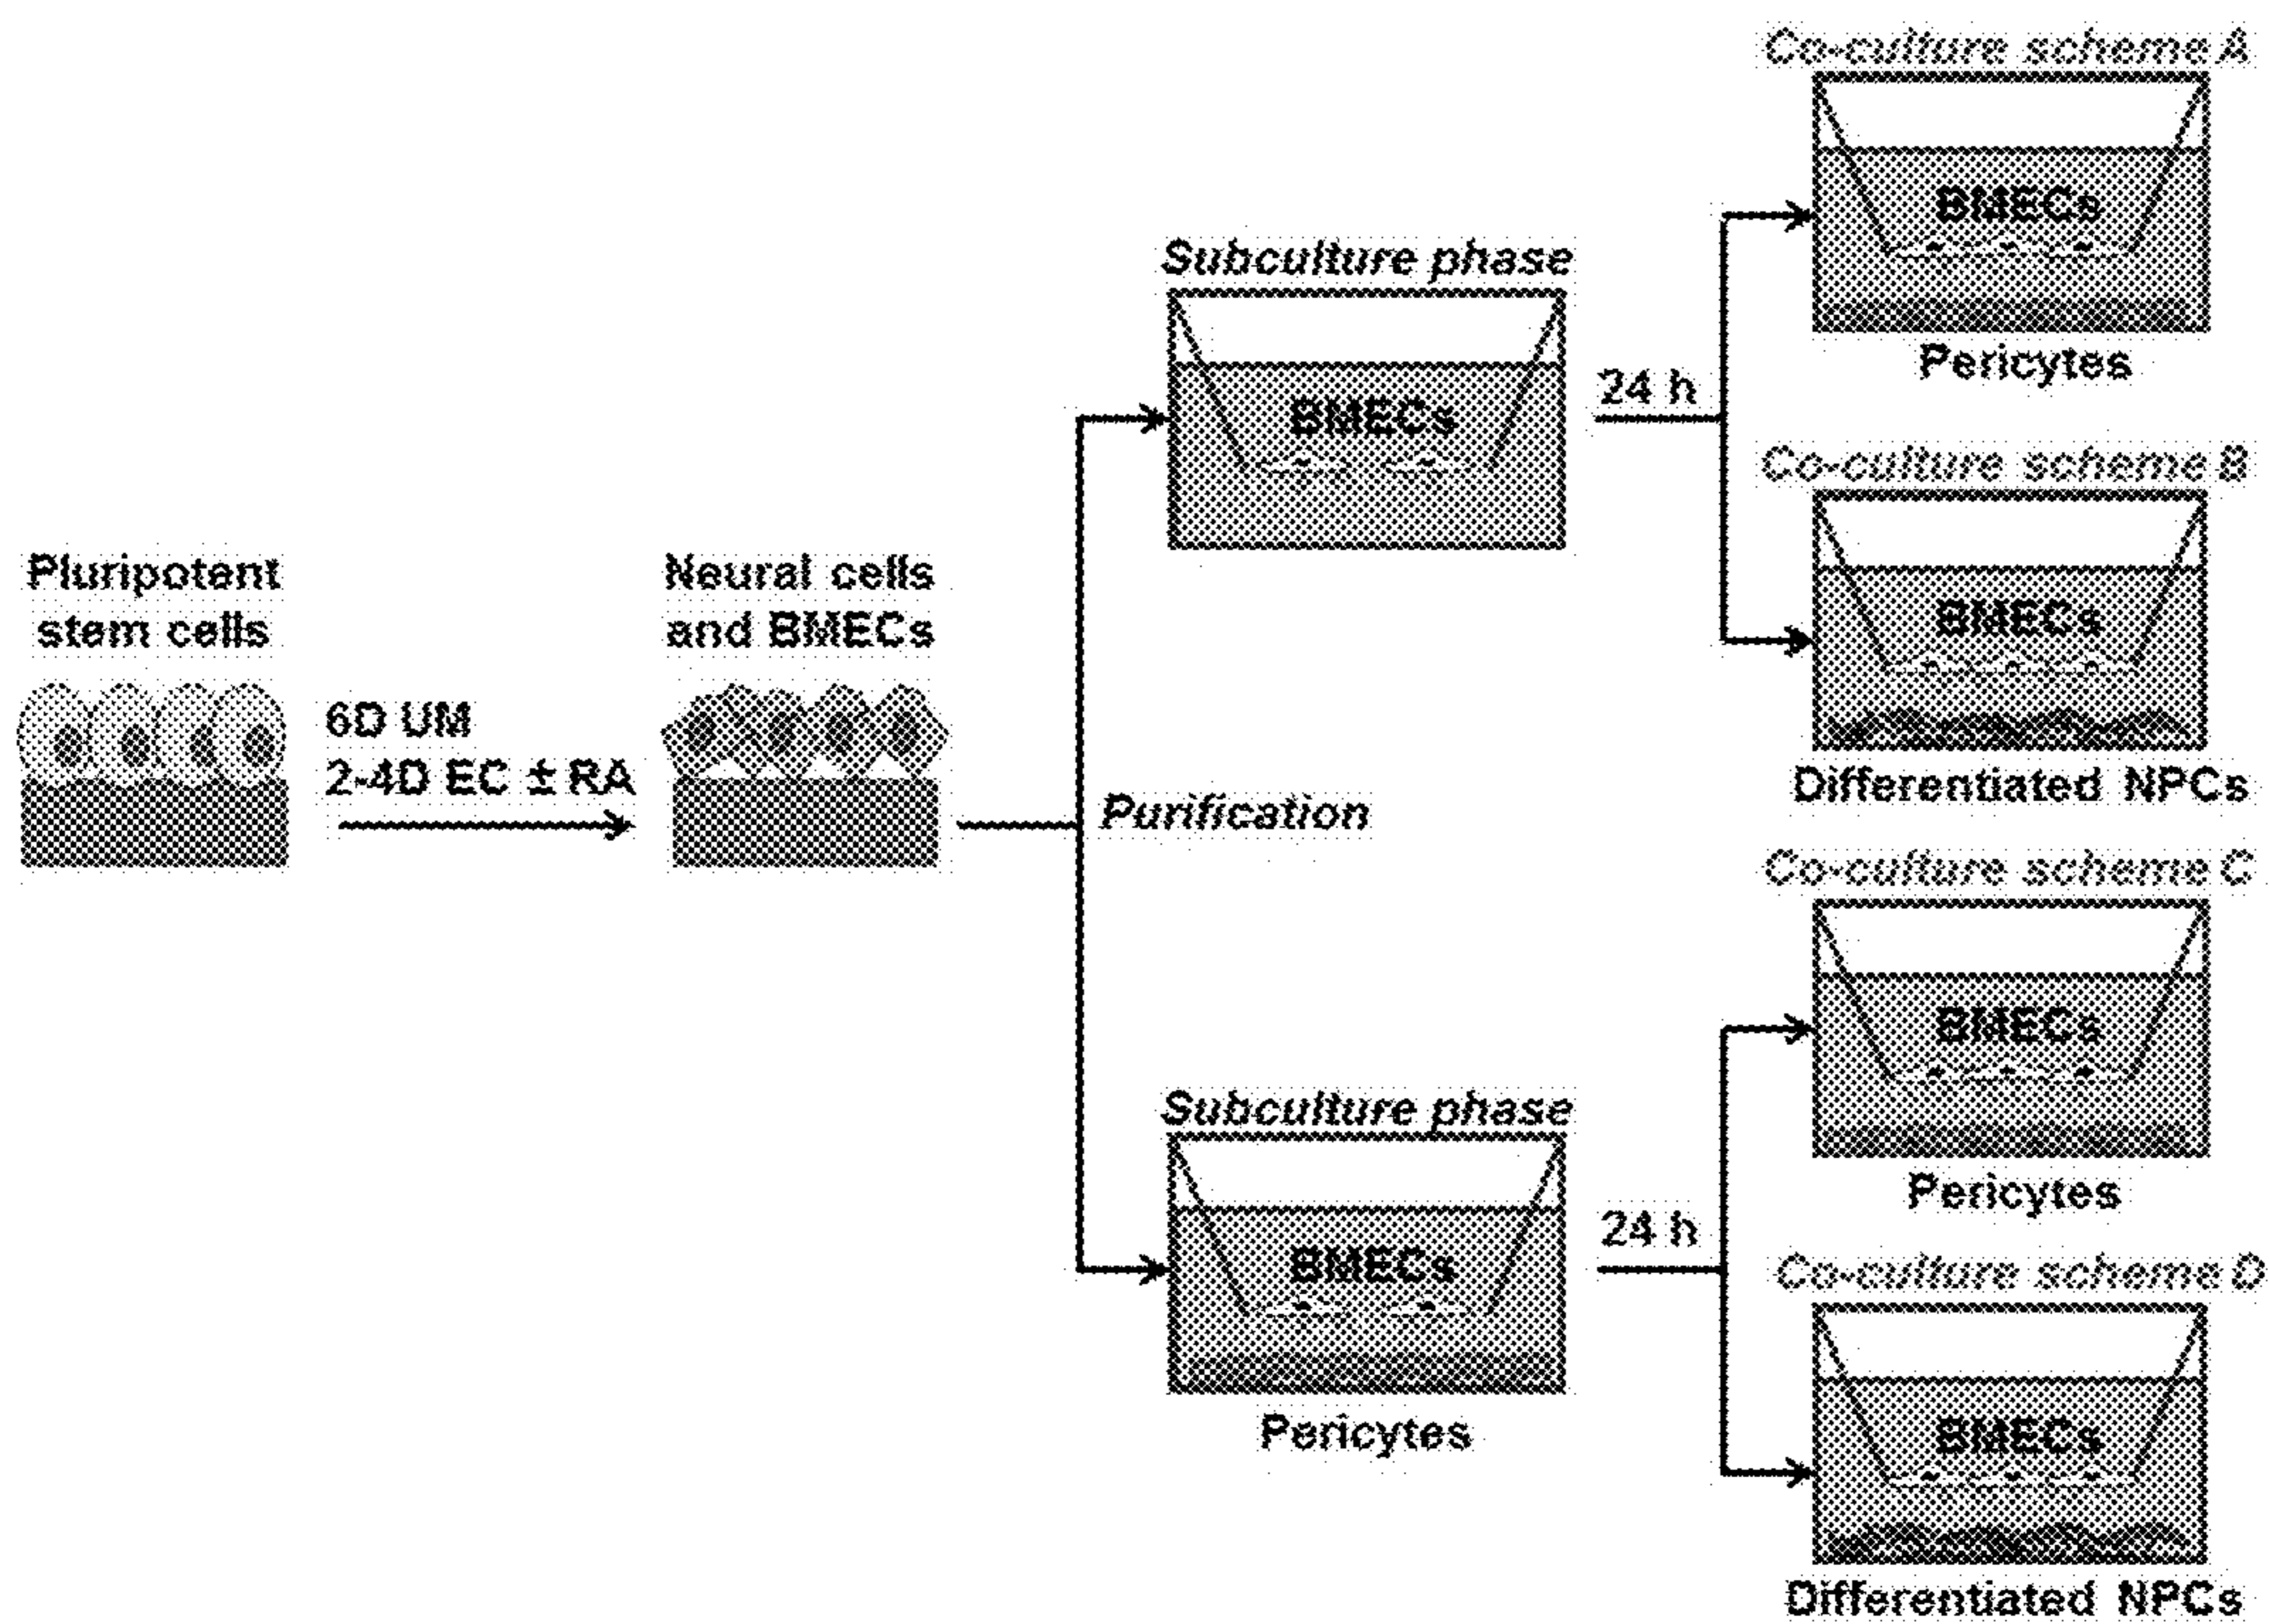 Pluripotent
stem cells
6D UM
2-4D EC ± RA
Neural cells
and BMECs
Purification
Subculture phase
BMECs
24 h
Co-culture scheme A
BMECs
Pericytes
Co-culture scheme B
BMECs
Differentiated NPCs
Subculture phase
BMECs
Pericytes
24 h
Co-culture scheme C
BMECs
Pericytes
Co-culture scheme D
BMECs
Differentiated NPCs